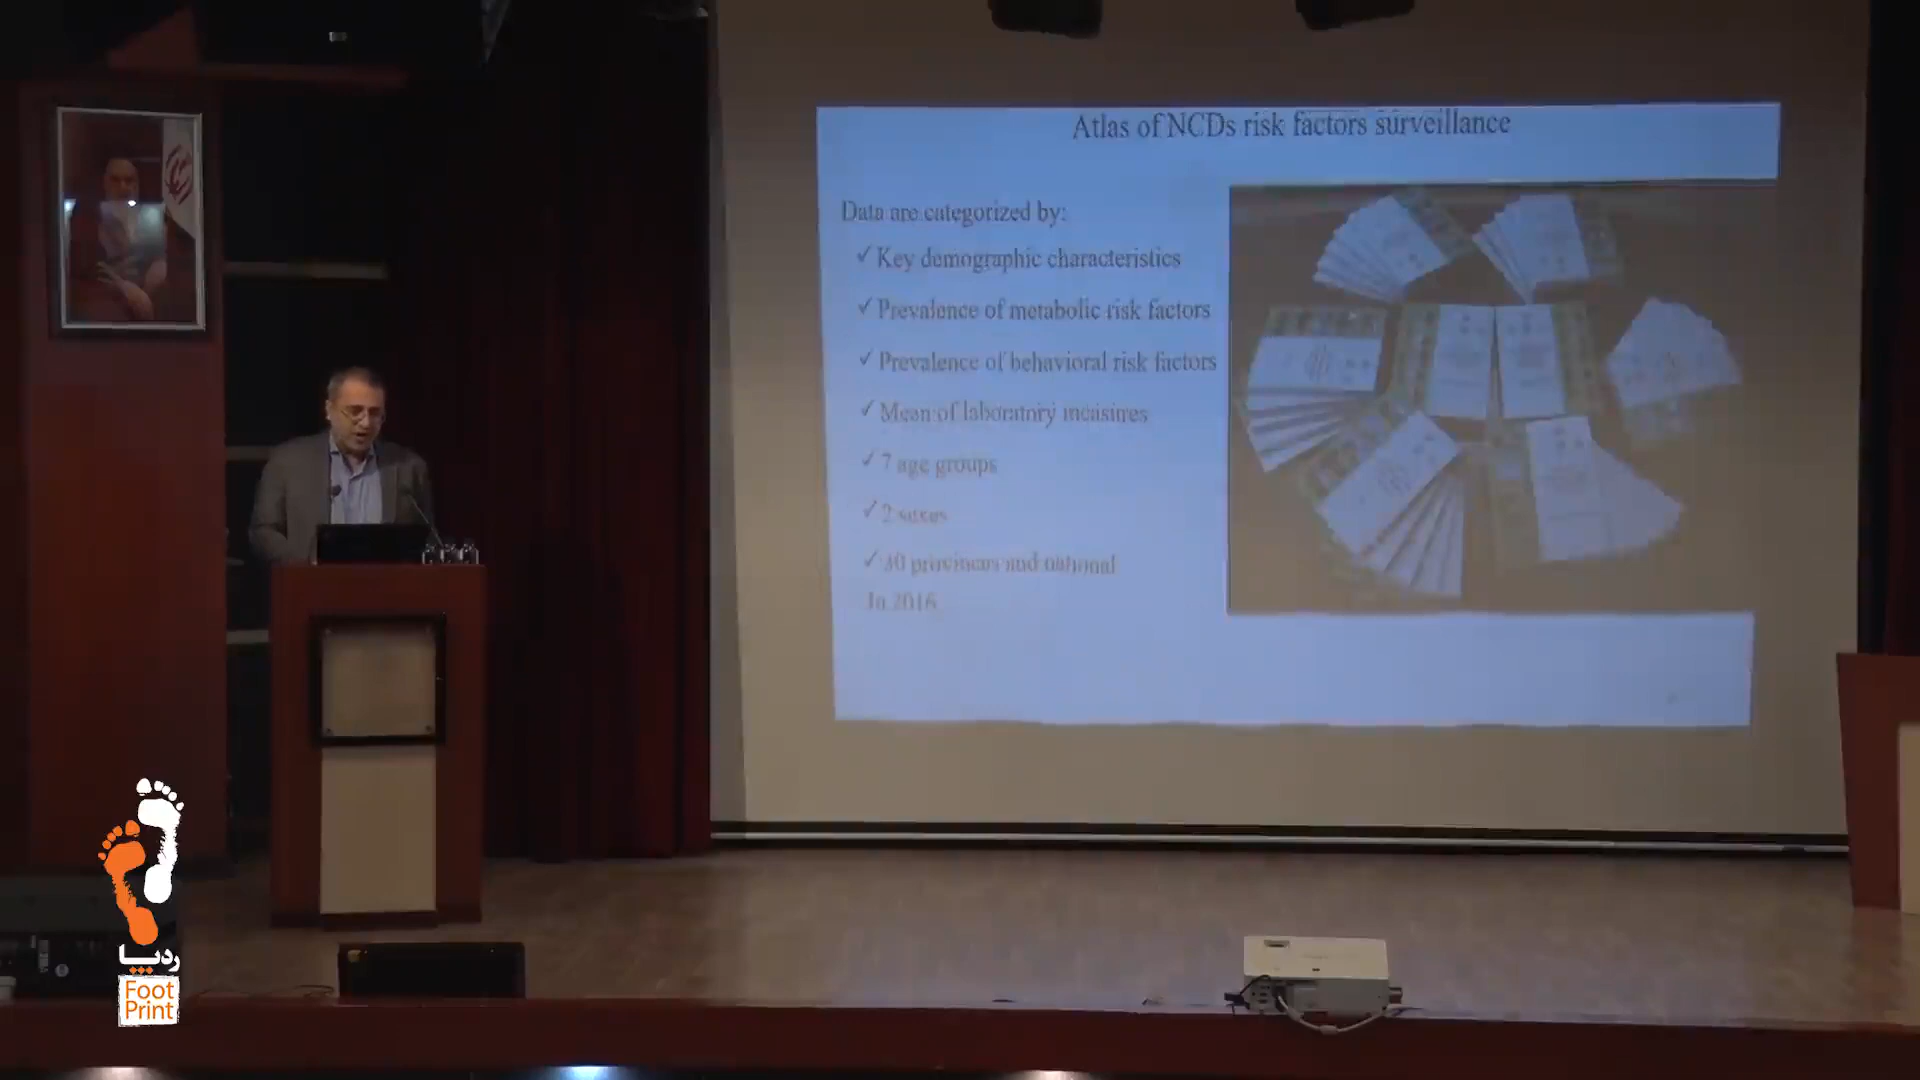 Atlas of NCDs risk factors surveillance
Data are categorized by:
✓ Key demographic characteristics
✓ Prevalence of metabolic risk factors
✓ Prevalence of behavioral risk factors
✓ Mean of laboratory measures
✓ 7 age groups
✓ 2 sexes
✓ 30 provinces and national
In 2016
ردپا
Foot
Print